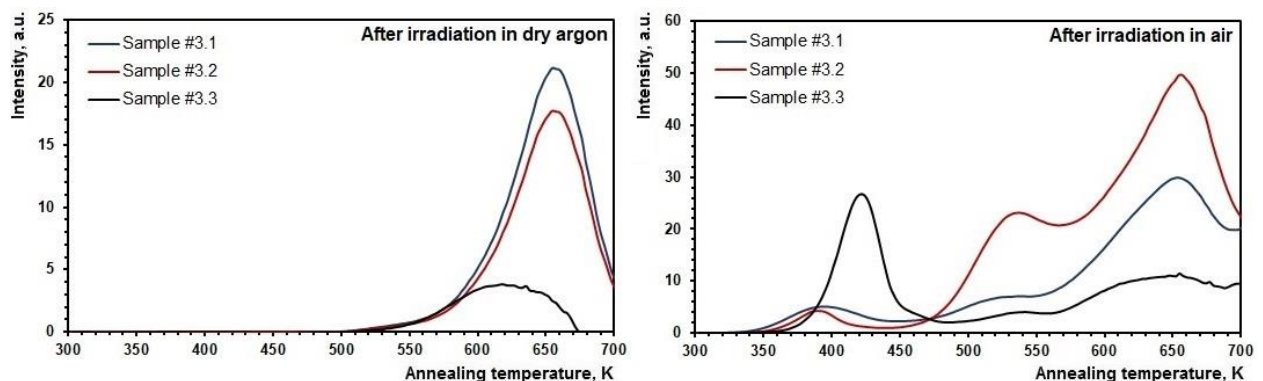 After irradiation in dry argon
Intensity, a.u.
25
20
15
10
5
0
Sample #3.1
Sample #3.2
Sample #3.3
300 350 400 450 500 550 600 650 700
Annealing temperature, K
After irradiation in air
Intensity, a.u.
60
50
40
30
20
10
0
Sample #3.1
Sample #3.2
Sample #3.3
300 350 400 450 500 550 600 650 700
Annealing temperature, K